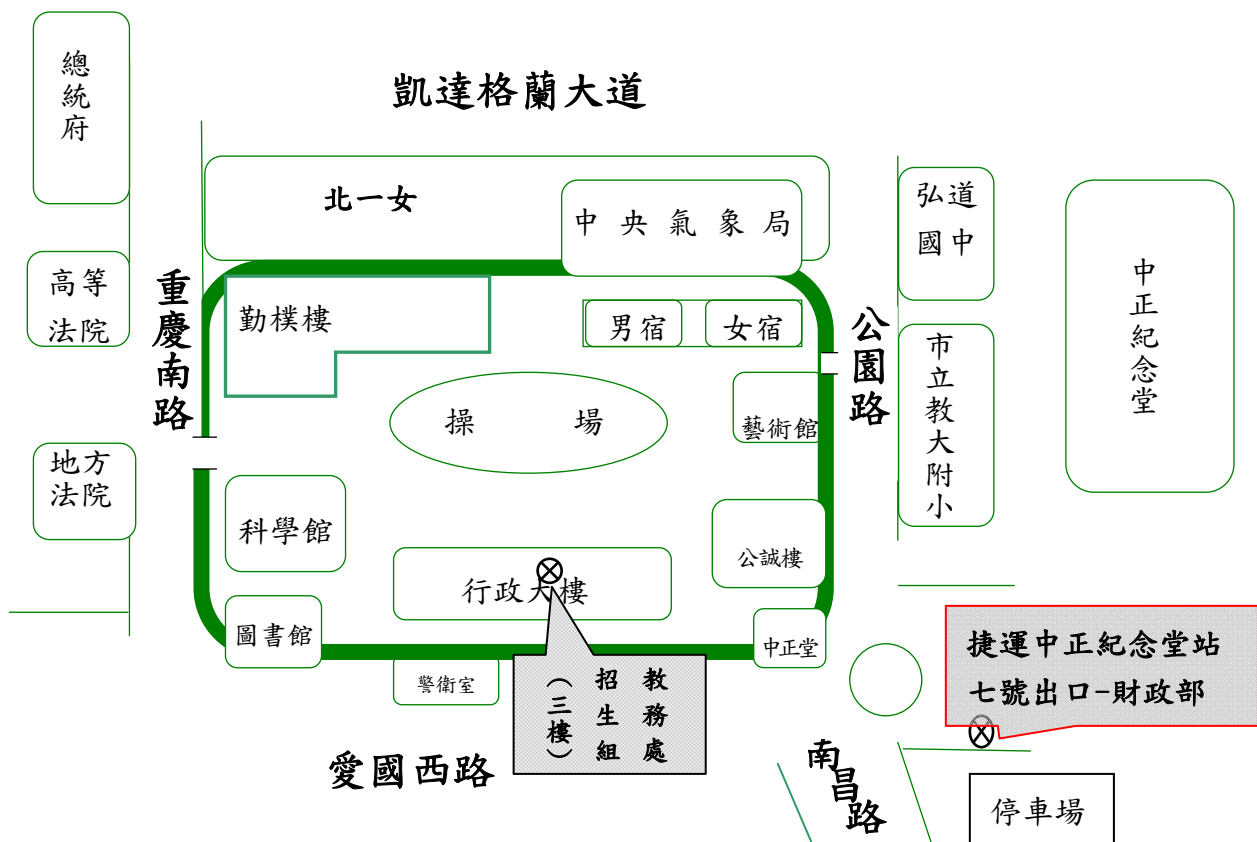 總統府
凱達格蘭大道
北一女
中央氣象局
弘道
國中
中正紀念堂
高等
法院
重慶南路
勤樸樓
男宿
女宿
公園路
市立教大附小
操場
藝術館
地方
法院
科學館
公誠樓
行政大樓
圖書館
中正堂
警衛室
教務處
招生組
（三樓）
捷運中正紀念堂站
七號出口-財政部
愛國西路
南昌路
停車場